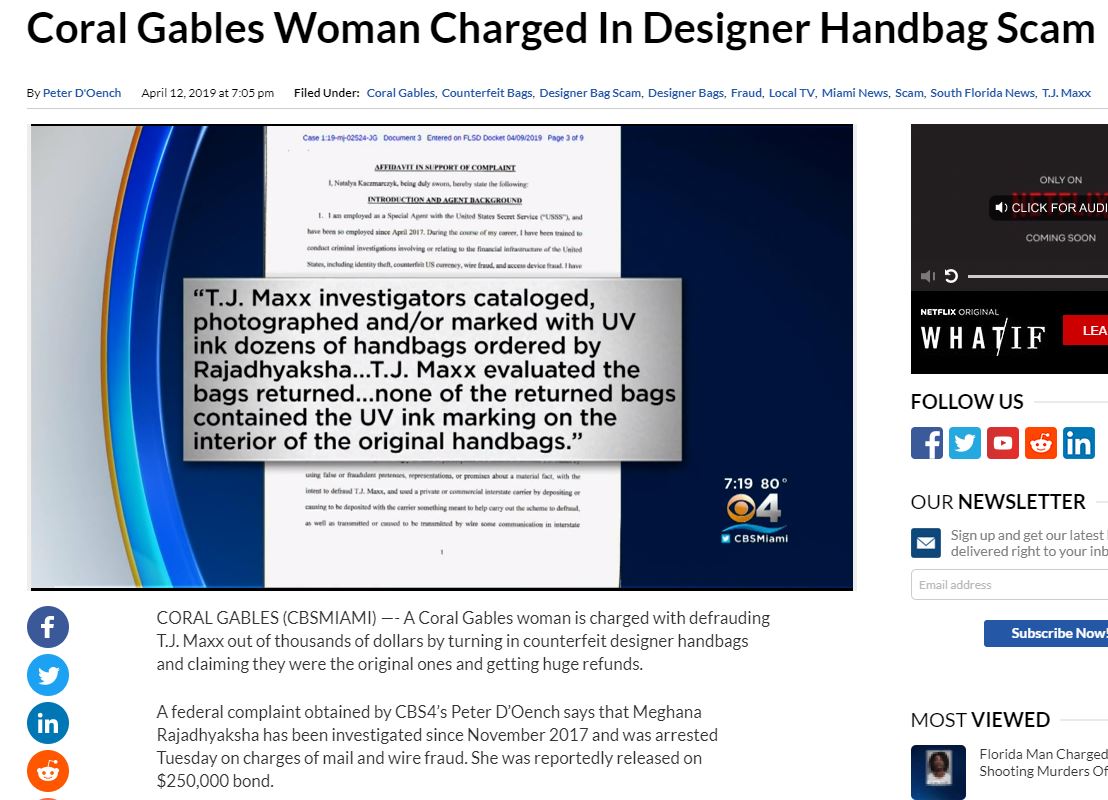 Coral Gables Woman Charged In Designer Handbag Scam
By Peter D'Oench April 12, 2019 at 7:05 pm Filed Under: Coral Gables, Counterfeit Bags, Designer Bag Scam, Designer Bags, Fraud, Local TV, Miami News, Scam, South Florida News, T.J. Maxx
Case 1:19-mj-02524-JG Document 3 Entered on FLSD Docket 04/09/2019 Page 3 of 9
AFFIDAVIT IN SUPPORT OF COMPLAINT
I, Natalya Kaczmarczyk, being duly sworn, hereby state the following:
INTRODUCTION AND AGENT BACKGROUND
1. I am employed as a Special Agent with the United States Secret Service ("USSS"), and
have been so employed since April 2017. During the course of my career, I have been trained to
conduct criminal investigations involving or relating to the financial infrastructure of the United
States, including identity theft, counterfeit US currency, wire fraud, and access device fraud. I have
“T.J. Maxx investigators cataloged,
photographed and/or marked with UV
ink dozens of handbags ordered by
Rajadhyaksha...T.J. Maxx evaluated the
bags returned...none of the returned bags
contained the UV ink marking on the
interior of the original handbags.”
using false or fraudulent pretenses, representations, or promises about a material fact, with the
intent to defraud T.J. Maxx, and used a private or commercial interstate carrier by depositing or
causing to be deposited with the carrier something meant to help carry out the scheme to defraud,
as well as transmitted or caused to be transmitted by wire some communication in interstate
1
7:19 80°
4
CBSMiami
CORAL GABLES (CBSMIAMI) —- A Coral Gables woman is charged with defrauding
T.J. Maxx out of thousands of dollars by turning in counterfeit designer handbags
and claiming they were the original ones and getting huge refunds.
A federal complaint obtained by CBS4’s Peter D’Oench says that Meghana
Rajadhyaksha has been investigated since November 2017 and was arrested
Tuesday on charges of mail and wire fraud. She was reportedly released on
$250,000 bond.
ONLY ON
NETFLIX
CLICK FOR AUDI
COMING SOON
NETFLIX ORIGINAL
WHAT/IF
LEA
FOLLOW US
OUR NEWSLETTER
Sign up and get our latest
delivered right to your inb
Email address
Subscribe Now!
MOST VIEWED
Florida Man Charged
Shooting Murders Of